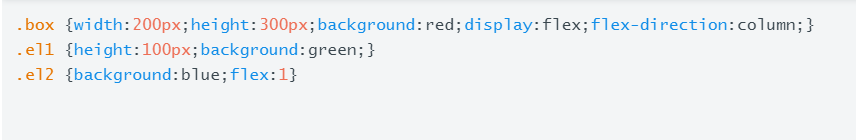 .box {width:200px;height:300px;background:red;display:flex;flex-direction:column;}
.el1 {height:100px;background:green;}
.el2 {background:blue;flex:1}